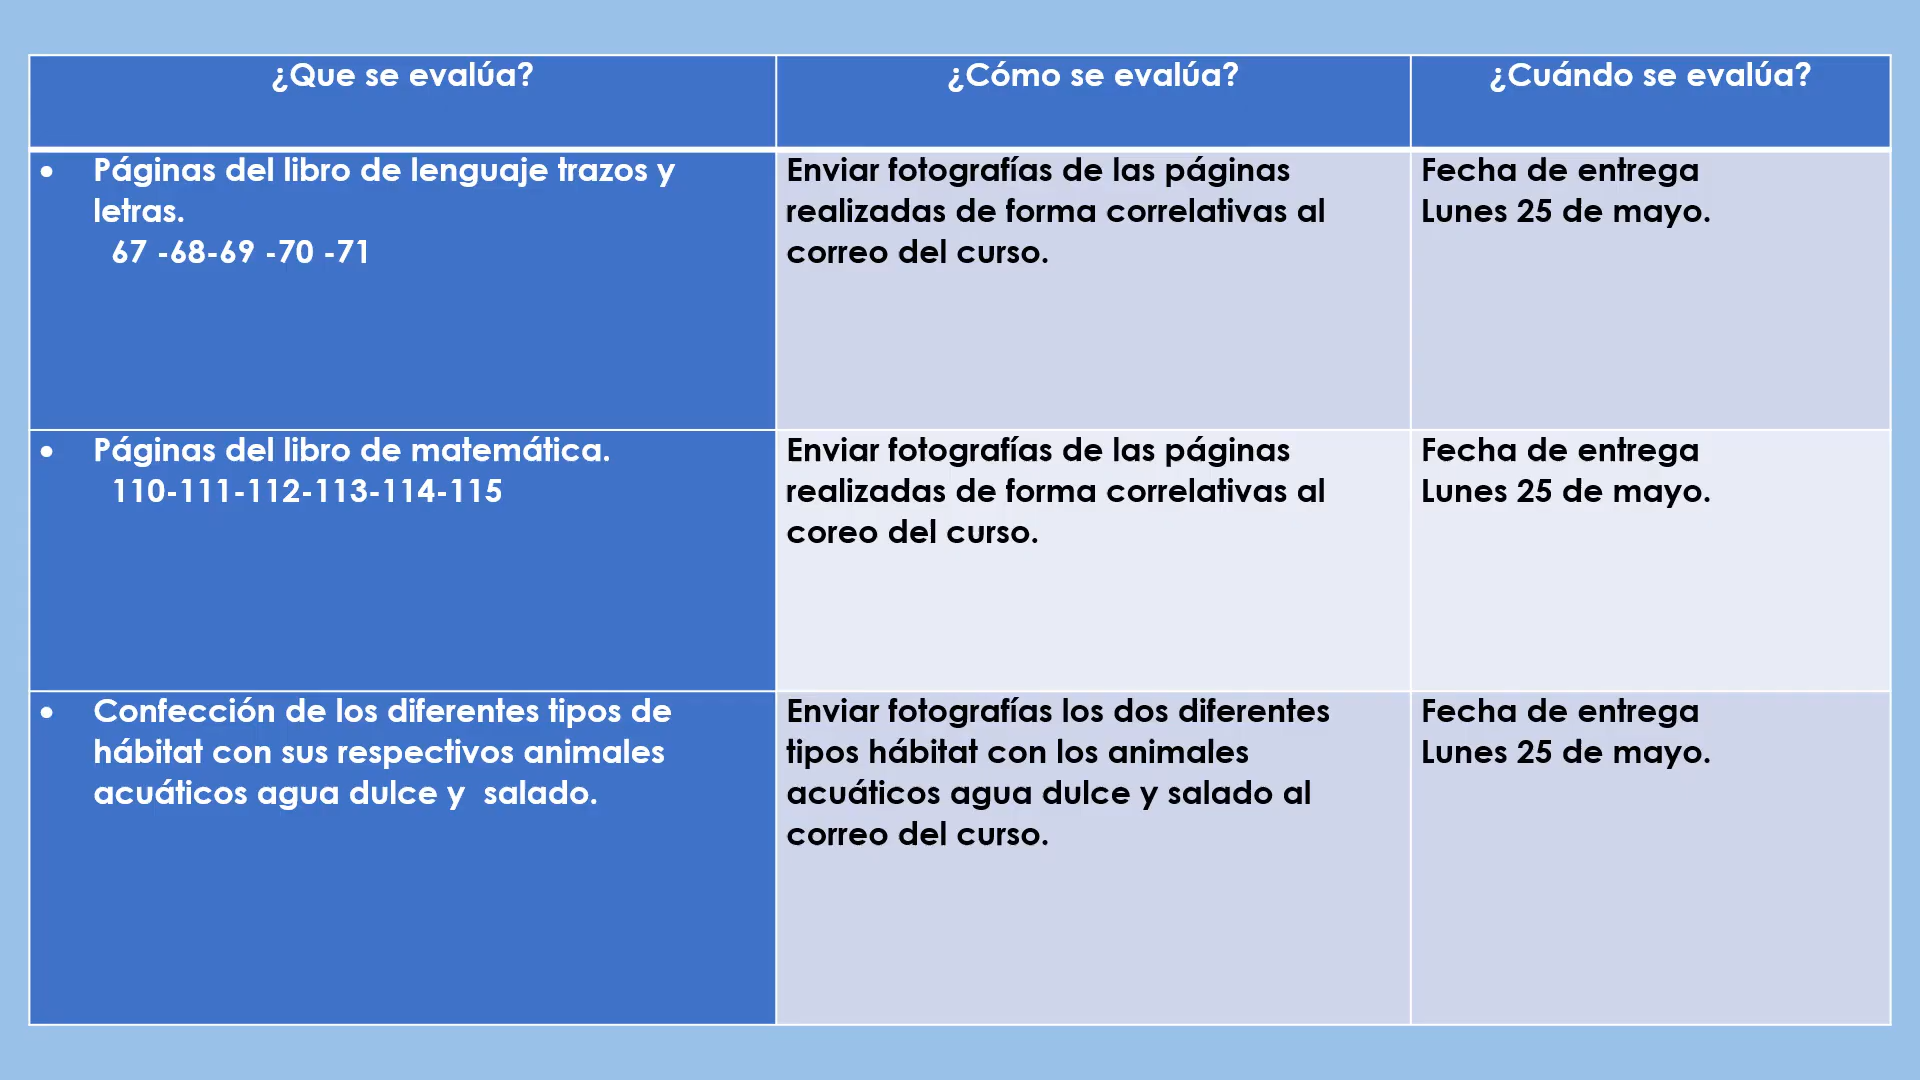 ¿Que se evalúa?
¿Cómo se evalúa?
¿Cuándo se evalúa?
• Páginas del libro de lenguaje trazos y
letras.
67 -68-69 -70 -71
Enviar fotografías de las páginas
realizadas de forma correlativas al
correo del curso.
Fecha de entrega
Lunes 25 de mayo.
• Páginas del libro de matemática.
110-111-112-113-114-115
Enviar fotografías de las páginas
realizadas de forma correlativas al
coreo del curso.
Fecha de entrega
Lunes 25 de mayo.
• Confección de los diferentes tipos de
hábitat con sus respectivos animales
acuáticos agua dulce y  salado.
Enviar fotografías los dos diferentes
tipos hábitat con los animales
acuáticos agua dulce y salado al
correo del curso.
Fecha de entrega
Lunes 25 de mayo.